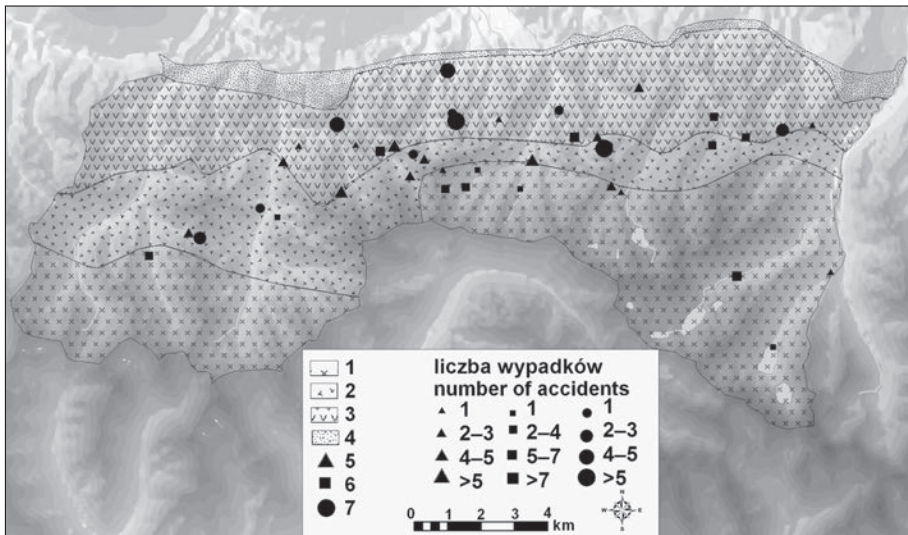 1
2
3
4
5
6
7
liczba wypadków
number of accidents
1 1 1
2–3 2–4 2–3
4–5 5–7 4–5
>5 >7 >5
0 1 2 3 4
km
N
W E
S